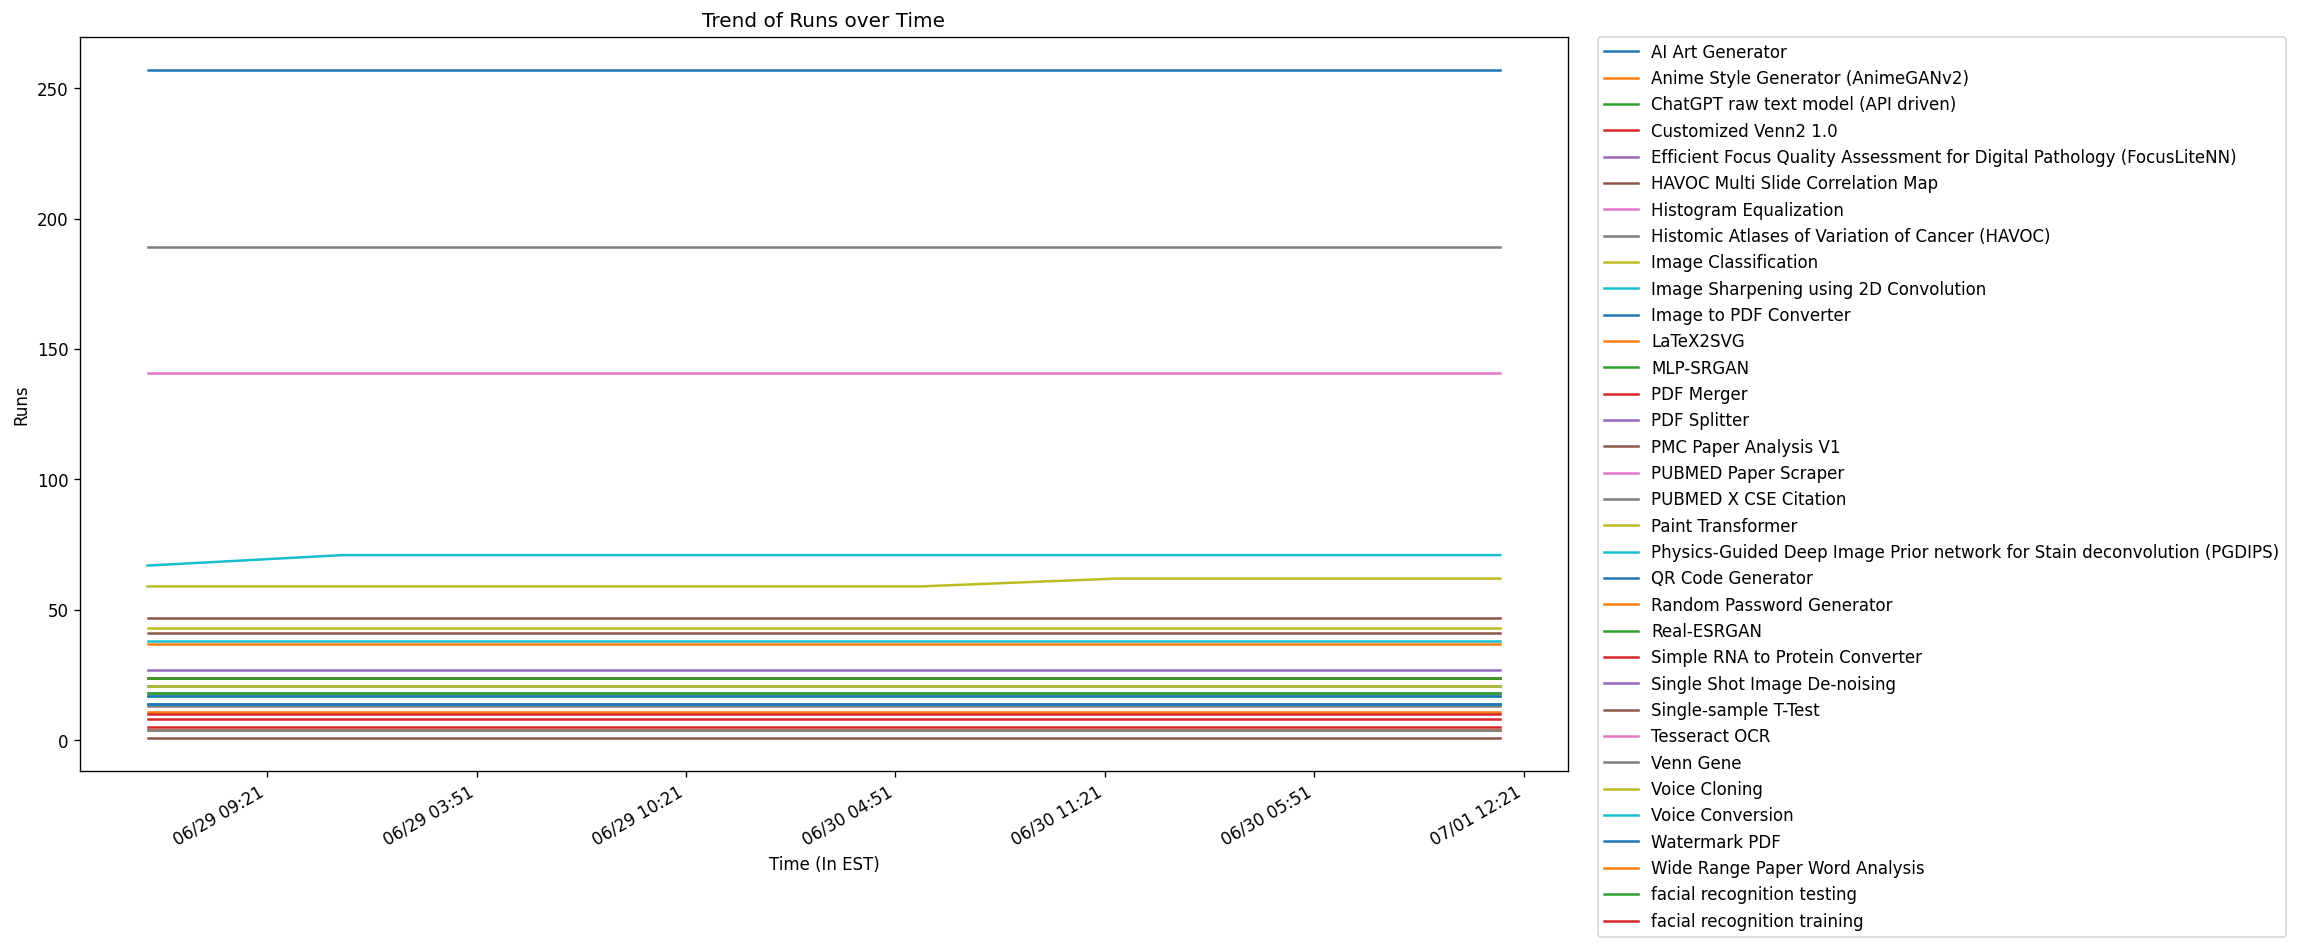 Trend of Runs over Time
250
200
150
100
50
0
Runs
06/29 09:21
06/29 03:51
06/29 10:21
06/30 04:51
06/30 11:21
06/30 05:51
07/01 12:21
Time (In EST)
AI Art Generator
Anime Style Generator (AnimeGANv2)
ChatGPT raw text model (API driven)
Customized Venn2 1.0
Efficient Focus Quality Assessment for Digital Pathology (FocusLiteNN)
HAVOC Multi Slide Correlation Map
Histogram Equalization
Histomic Atlases of Variation of Cancer (HAVOC)
Image Classification
Image Sharpening using 2D Convolution
Image to PDF Converter
LaTeX2SVG
MLP-SRGAN
PDF Merger
PDF Splitter
PMC Paper Analysis V1
PUBMED Paper Scraper
PUBMED X CSE Citation
Paint Transformer
Physics-Guided Deep Image Prior network for Stain deconvolution (PGDIPS)
QR Code Generator
Random Password Generator
Real-ESRGAN
Simple RNA to Protein Converter
Single Shot Image De-noising
Single-sample T-Test
Tesseract OCR
Venn Gene
Voice Cloning
Voice Conversion
Watermark PDF
Wide Range Paper Word Analysis
facial recognition testing
facial recognition training